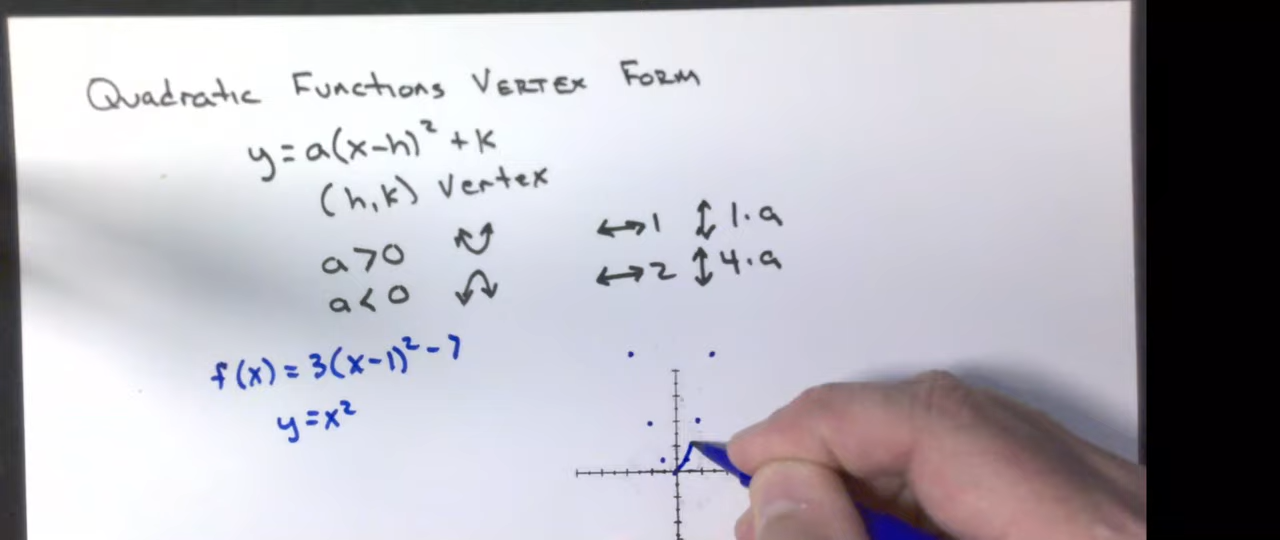 Quadratic Functions VERTEX FORM
y=a(x-h)² + k
(h,k) Vertex
a>0
↔1 ↕1·a
a<0
↔2 ↕4·a
f(x) = 3(x-1)² - 7
y=x²